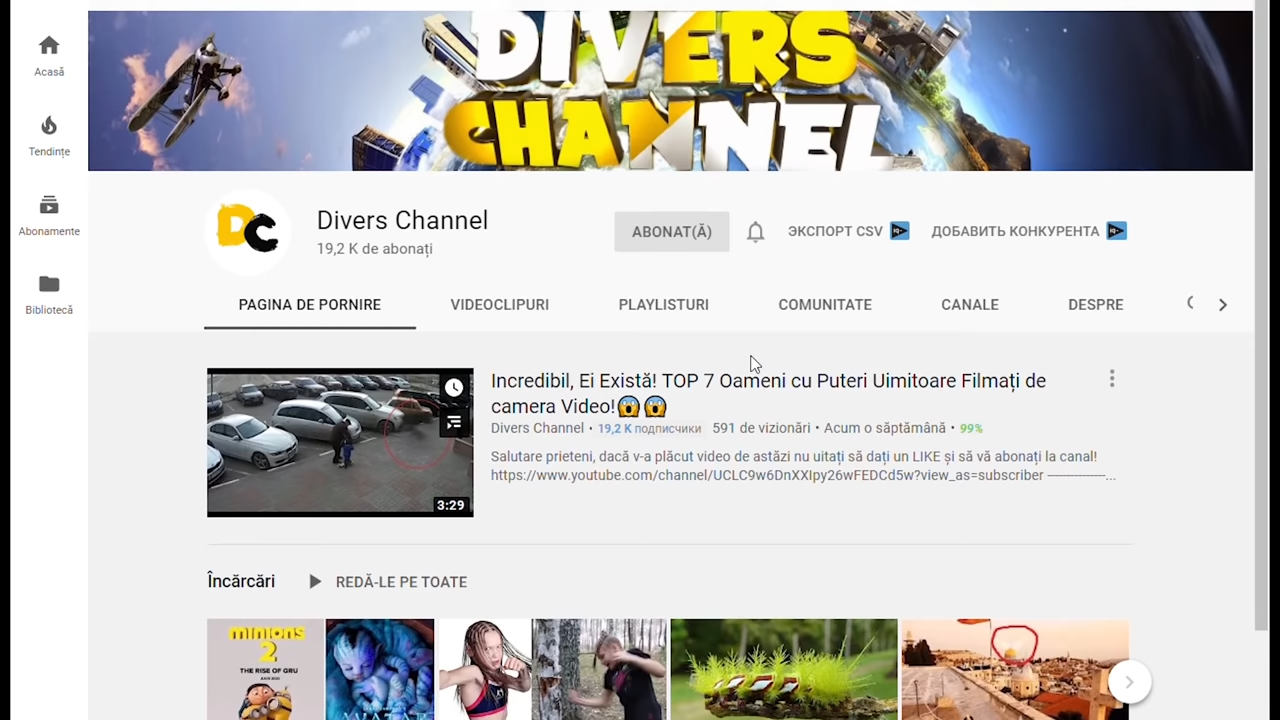 DIVERS
CHANNEL
Acasă
Tendințe
Abonamente
Bibliotecă
DC
Divers Channel
19,2 K de abonați
ABONAT(Ă)
ЭКСПОРТ CSV
ДОБАВИТЬ КОНКУРЕНТА
PAGINA DE PORNIRE
VIDEOCLIPURI
PLAYLISTURI
COMUNITATE
CANALE
DESPRE
Incredibil, Ei Există! TOP 7 Oameni cu Puteri Uimitoare Filmați de
camera Video!😱😱
Divers Channel • 19,2 K подписчики 591 de vizionări • Acum o săptămână • 99%
Salutare prieteni, dacă v-a plăcut video de astăzi nu uitați să dați un LIKE și să vă abonați la canal!
https://www.youtube.com/channel/UCLC9w6DnXXIpy26wFEDCd5w?view_as=subscriber ---------------...
3:29
Încărcări
REDĂ-LE PE TOATE
minions
2
THE RISE OF GRU
AVATAR